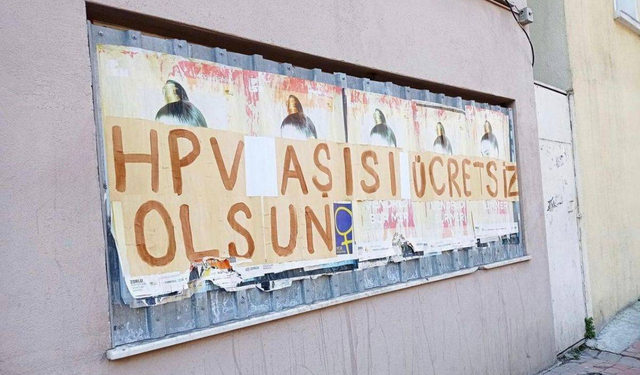 HPV AŞISI ÜCRETSİZ
OLSUN